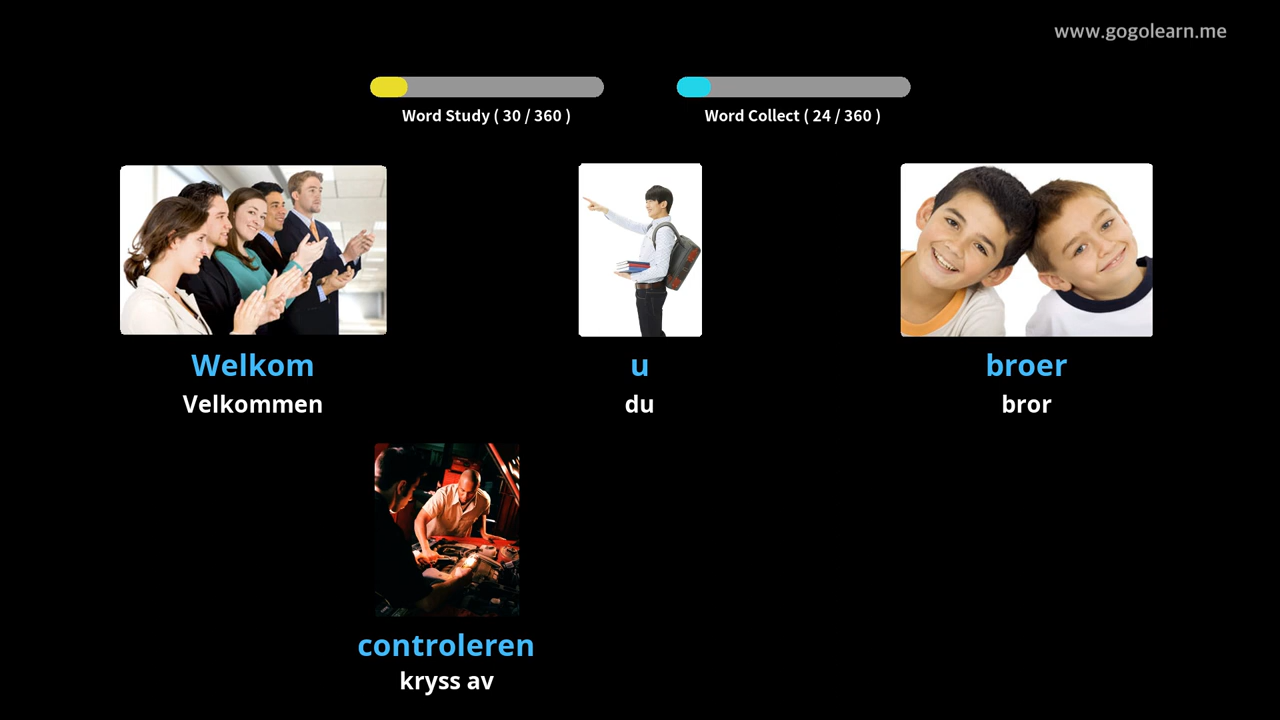 www.gogolearn.me
Word Study ( 30 / 360 )
Word Collect ( 24 / 360 )
Welkom
u
broer
Velkommen
du
bror
controleren
kryss av